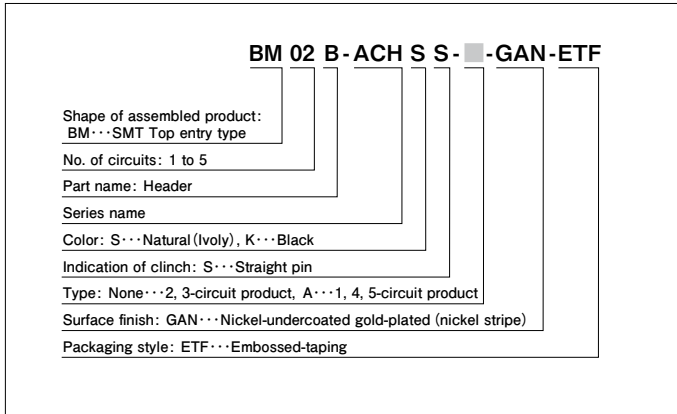 BM 02 B-ACH S S- -GAN-ETF
Shape of assembled product:
BM···SMT Top entry type
No. of circuits: 1 to 5
Part name: Header
Series name
Color: S···Natural (Ivoly), K···Black
Indication of clinch: S···Straight pin
Type: None···2, 3-circuit product, A···1, 4, 5-circuit product
Surface finish: GAN···Nickel-undercoated gold-plated (nickel stripe)
Packaging style: ETF···Embossed-taping